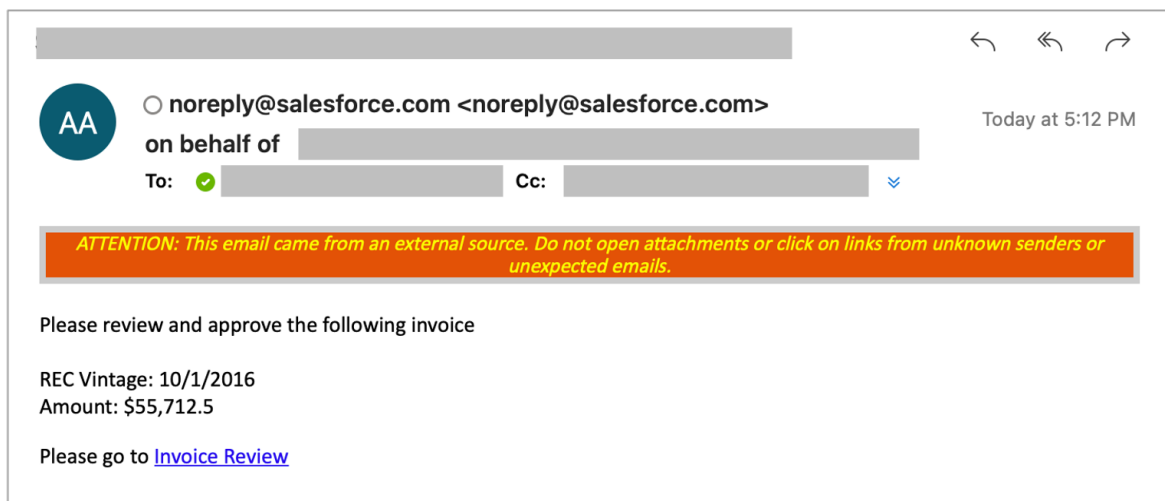 AA
noreply@salesforce.com <noreply@salesforce.com>
Today at 5:12 PM
on behalf of
To:
Cc:
ATTENTION: This email came from an external source. Do not open attachments or click on links from unknown senders or
unexpected emails.
Please review and approve the following invoice
REC Vintage: 10/1/2016
Amount: $55,712.5
Please go to Invoice Review